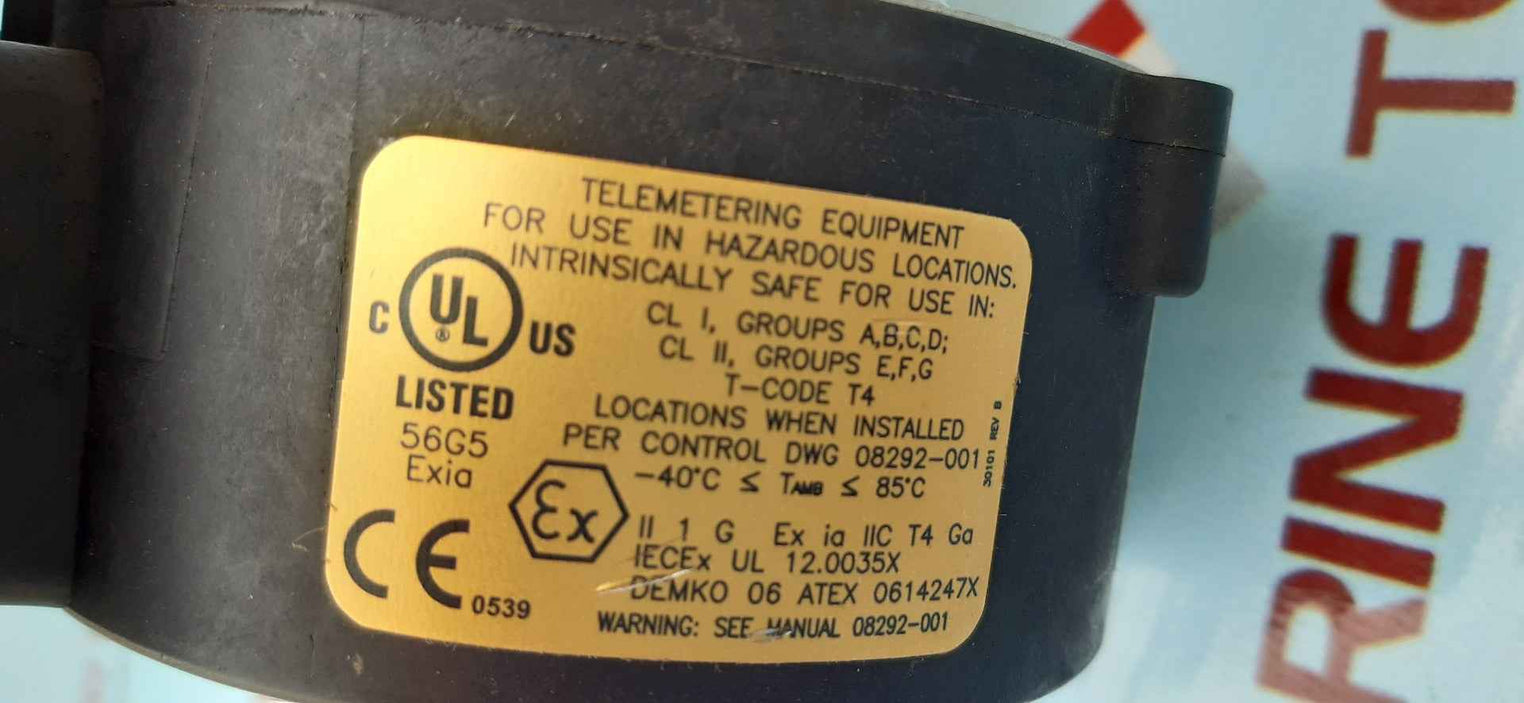 TELEMETERING EQUIPMENT
FOR USE IN HAZARDOUS LOCATIONS.
INTRINSICALLY SAFE FOR USE IN:
CL I, GROUPS A,B,C,D;
CL II, GROUPS E,F,G
T-CODE T4
LOCATIONS WHEN INSTALLED
PER CONTROL DWG 08292-001
-40°C ≤ TAMB ≤ 85°C
C UL ® US
LISTED
56G5
Exia
CE 0539
Ex
II 1 G Ex ia IIC T4 Ga
IECEx UL 12.0035X
DEMKO 06 ATEX 0614247X
WARNING: SEE MANUAL 08292-001
30101 REV B
RINE TO